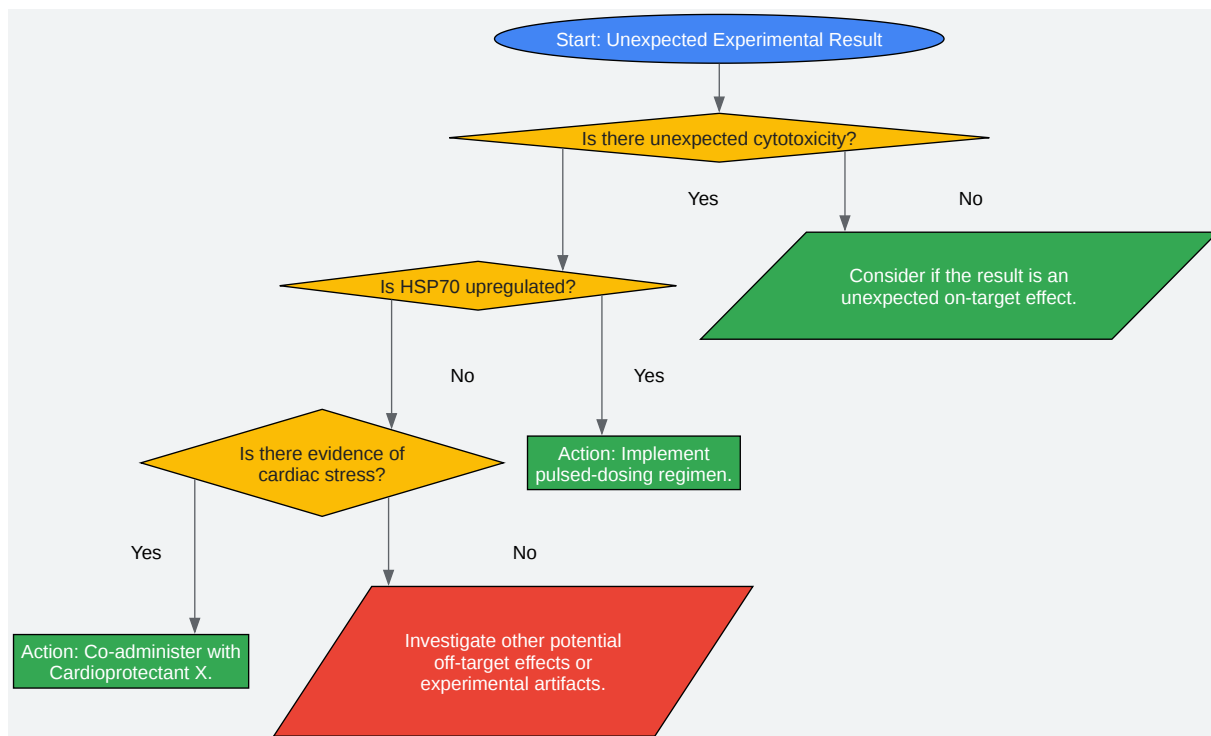 Start: Unexpected Experimental Result
Is there unexpected cytotoxicity?
Yes
No
Is HSP70 upregulated?
Consider if the result is an
unexpected on-target effect.
No
Yes
Is there evidence of
cardiac stress?
Action: Implement
pulsed-dosing regimen.
Yes
No
Action: Co-administer with
Cardioprotectant X.
Investigate other potential
off-target effects or
experimental artifacts.